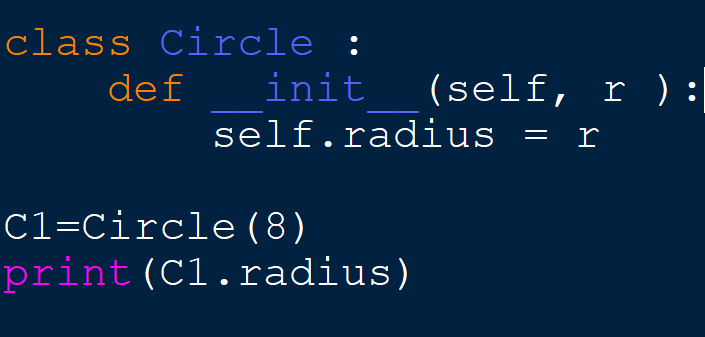 class Circle :
    def __init__(self, r ):
        self.radius = r
C1=Circle(8)
print(C1.radius)